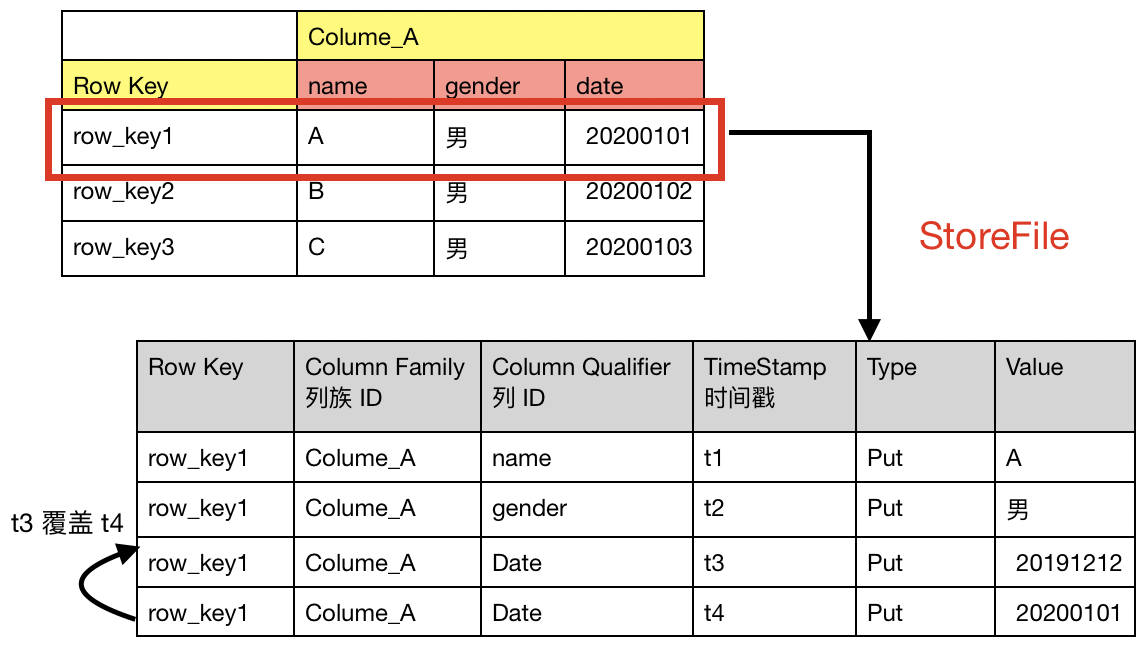 Colume_A
Row Key name gender date
row_key1 A 男 20200101
row_key2 B 男 20200102
row_key3 C 男 20200103
StoreFile
Row Key Column Family Column Qualifier TimeStamp Type Value
列族 ID 列 ID 时间戳
row_key1 Colume_A name t1 Put A
row_key1 Colume_A gender t2 Put 男
t3 覆盖 t4
row_key1 Colume_A Date t3 Put 20191212
row_key1 Colume_A Date t4 Put 20200101